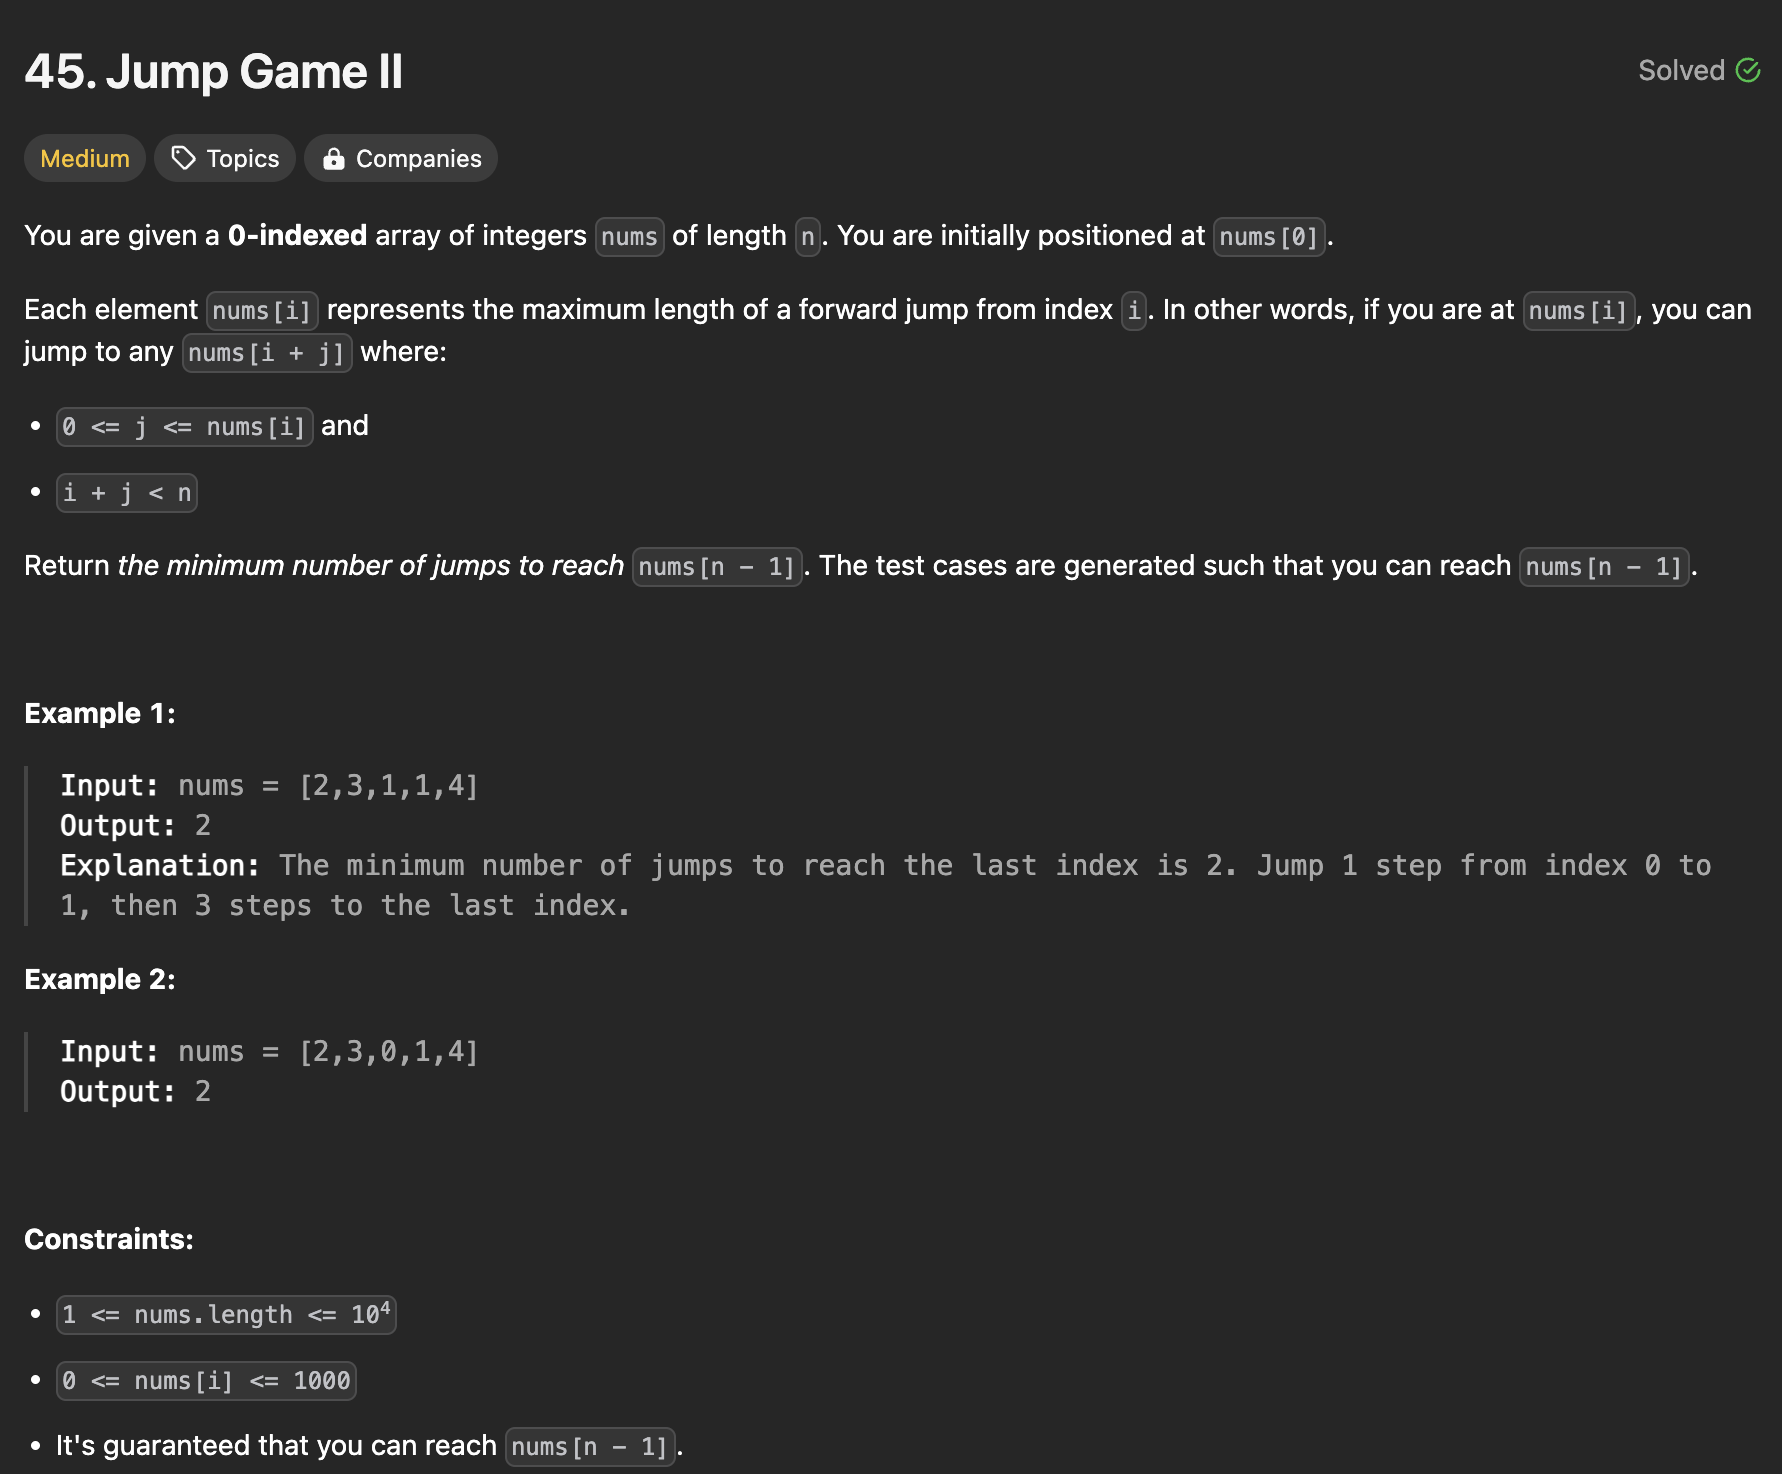 45. Jump Game II
Solved
Medium
Topics
Companies
You are given a 0-indexed array of integers nums of length n. You are initially positioned at nums[0].
Each element nums[i] represents the maximum length of a forward jump from index i. In other words, if you are at nums[i], you can
jump to any nums[i + j] where:
• 0 <= j <= nums[i] and
• i + j < n
Return the minimum number of jumps to reach nums[n - 1]. The test cases are generated such that you can reach nums[n - 1].
Example 1:
Input: nums = [2,3,1,1,4]
Output: 2
Explanation: The minimum number of jumps to reach the last index is 2. Jump 1 step from index 0 to
1, then 3 steps to the last index.
Example 2:
Input: nums = [2,3,0,1,4]
Output: 2
Constraints:
• 1 <= nums.length <= 10⁴
• 0 <= nums[i] <= 1000
• It's guaranteed that you can reach nums[n - 1].